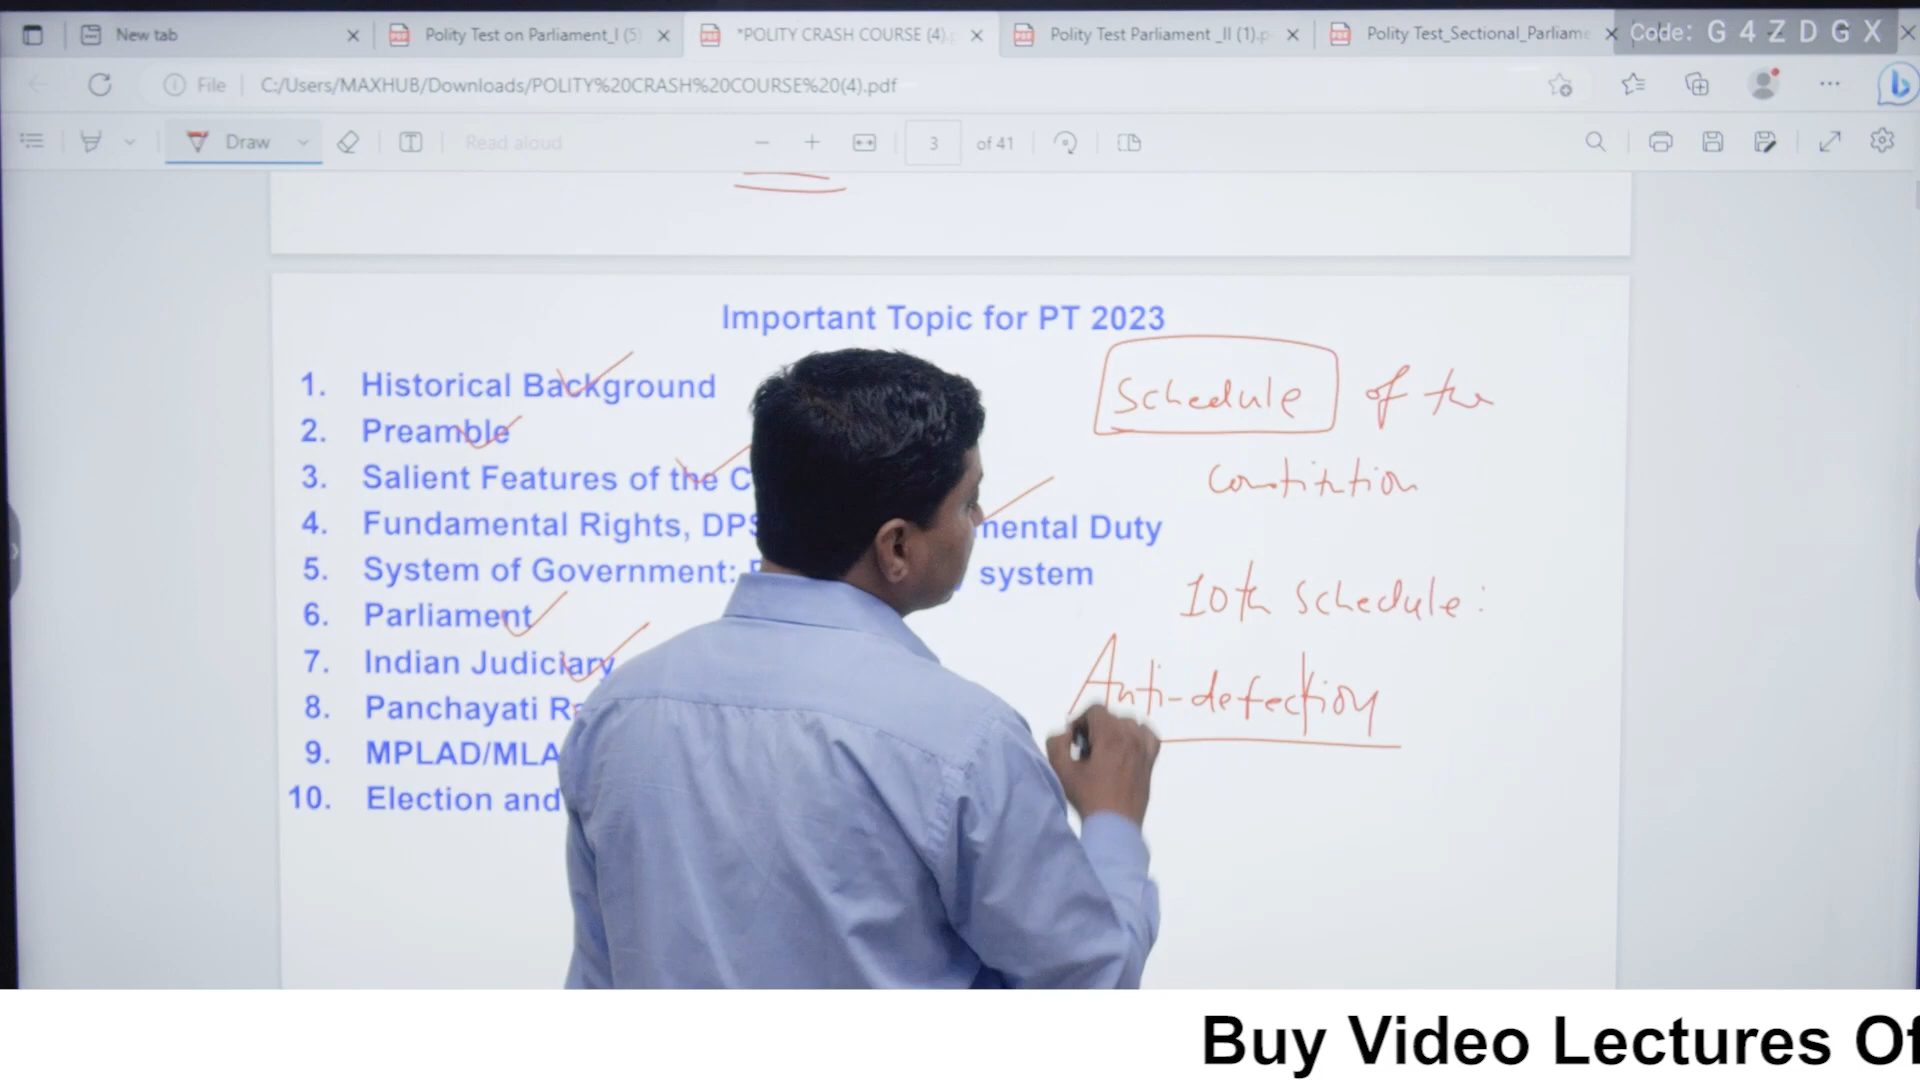 New tab
Polity Test on Parliament_I (5)
*POLITY CRASH COURSE (4).p
Polity Test Parliament _II (1).p
Polity Test_Sectional_Parliame
Code: G 4 Z D G X
File
C:/Users/MAXHUB/Downloads/POLITY%20CRASH%20COURSE%20(4).pdf
Draw
Read aloud
3 of 41
Important Topic for PT 2023
1. Historical Background
2. Preamble
3. Salient Features of the C
4. Fundamental Rights, DPS mental Duty
5. System of Government: system
6. Parliament
7. Indian Judiciary
8. Panchayati Ra
9. MPLAD/MLA
10. Election and
Schedule of the
Constitution
10th Schedule:
Anti-defection
Buy Video Lectures Of